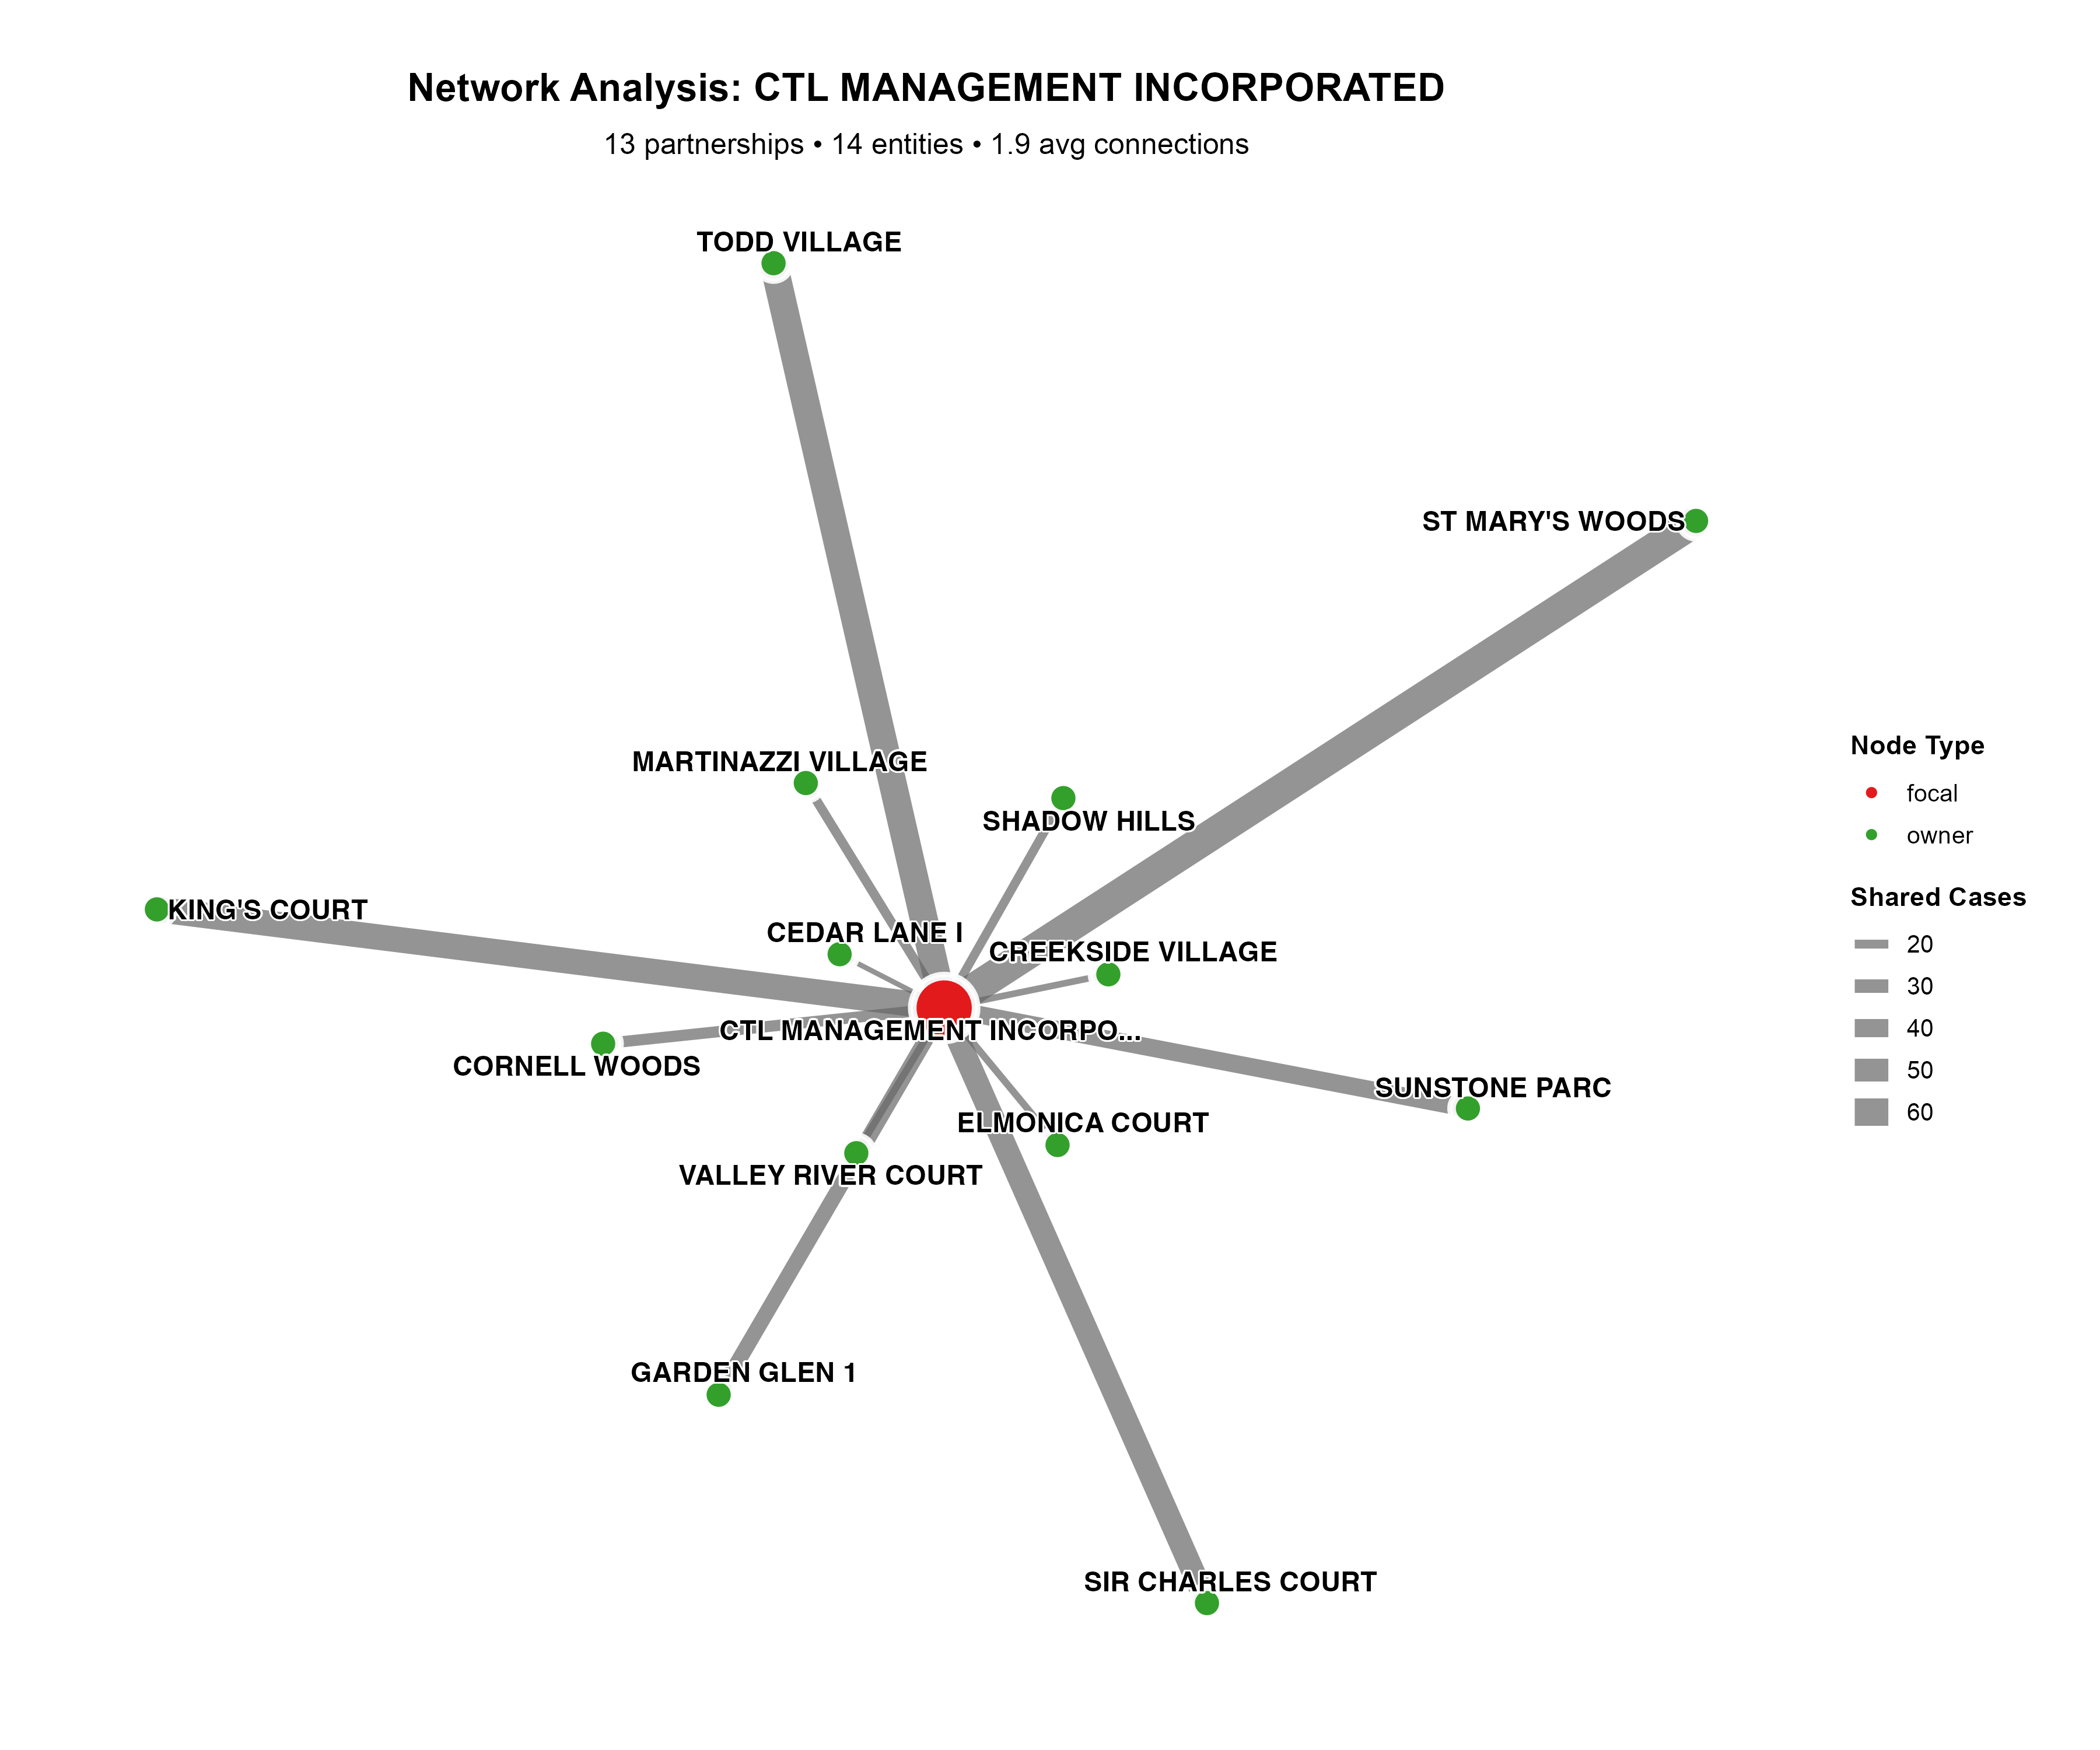 Network Analysis: CTL MANAGEMENT INCORPORATED
13 partnerships • 14 entities • 1.9 avg connections
TODD VILLAGE
ST MARY'S WOODS
MARTINAZZI VILLAGE
SHADOW HILLS
KING'S COURT
CEDAR LANE I
CREEKSIDE VILLAGE
CTL MANAGEMENT INCORPO...
CORNELL WOODS
SUNSTONE PARC
ELMONICA COURT
VALLEY RIVER COURT
GARDEN GLEN 1
SIR CHARLES COURT
Node Type
focal
owner
Shared Cases
20
30
40
50
60